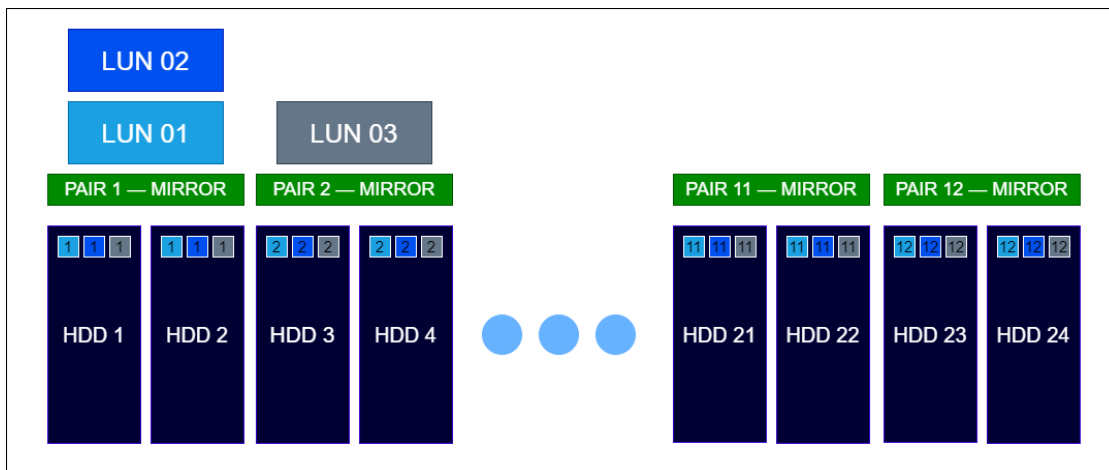 LUN 02
LUN 01 LUN 03
PAIR 1 — MIRROR PAIR 2 — MIRROR PAIR 11 — MIRROR PAIR 12 — MIRROR
1 1 1 1 1 1 2 2 2 2 2 2 11 11 11 11 11 11 12 12 12 12 12 12
HDD 1 HDD 2 HDD 3 HDD 4 HDD 21 HDD 22 HDD 23 HDD 24